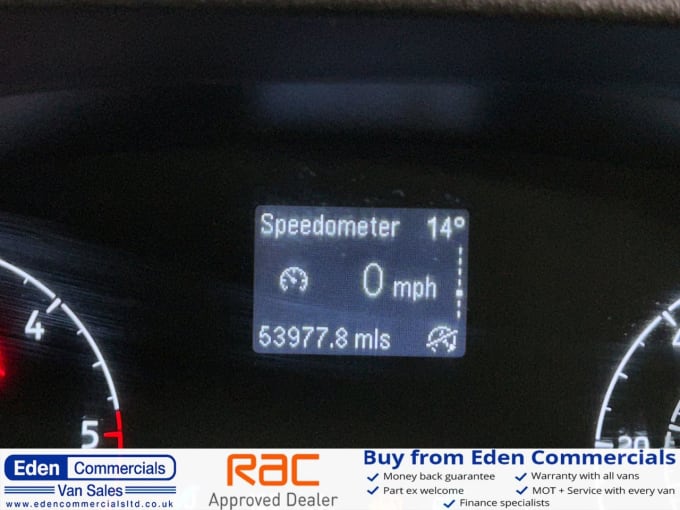 Speedometer 14°
0 mph
53977.8 mls
4
5
20
Eden Commercials
Van Sales
www.edencommercialsltd.co.uk
RAC
Approved Dealer
Buy from Eden Commercials
Money back guarantee
Warranty with all vans
Part ex welcome
MOT + Service with every van
Finance specialists